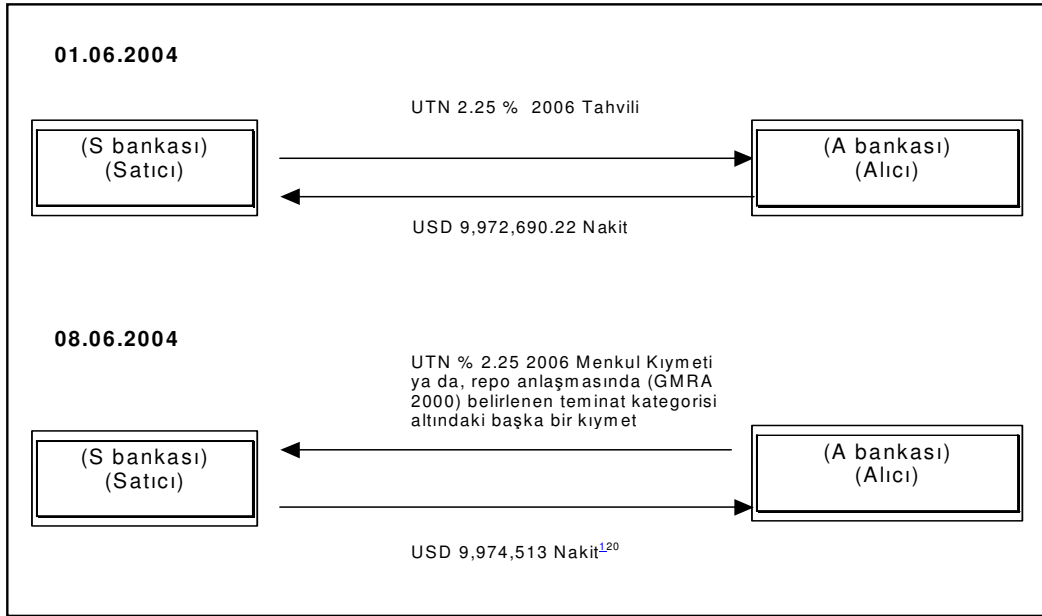 01.06.2004
UTN 2.25 % 2006 Tahvili
(S bankası)
(Satıcı)
(A bankası)
(Alıcı)
USD 9,972,690.22 Nakit
08.06.2004
UTN % 2.25 2006 Menkul Kıymeti
ya da, repo anlaşmasında (GMRA
2000) belirlenen teminat kategorisi
altındaki başka bir kıymet
(S bankası)
(Satıcı)
(A bankası)
(Alıcı)
USD 9,974,513 Nakit120